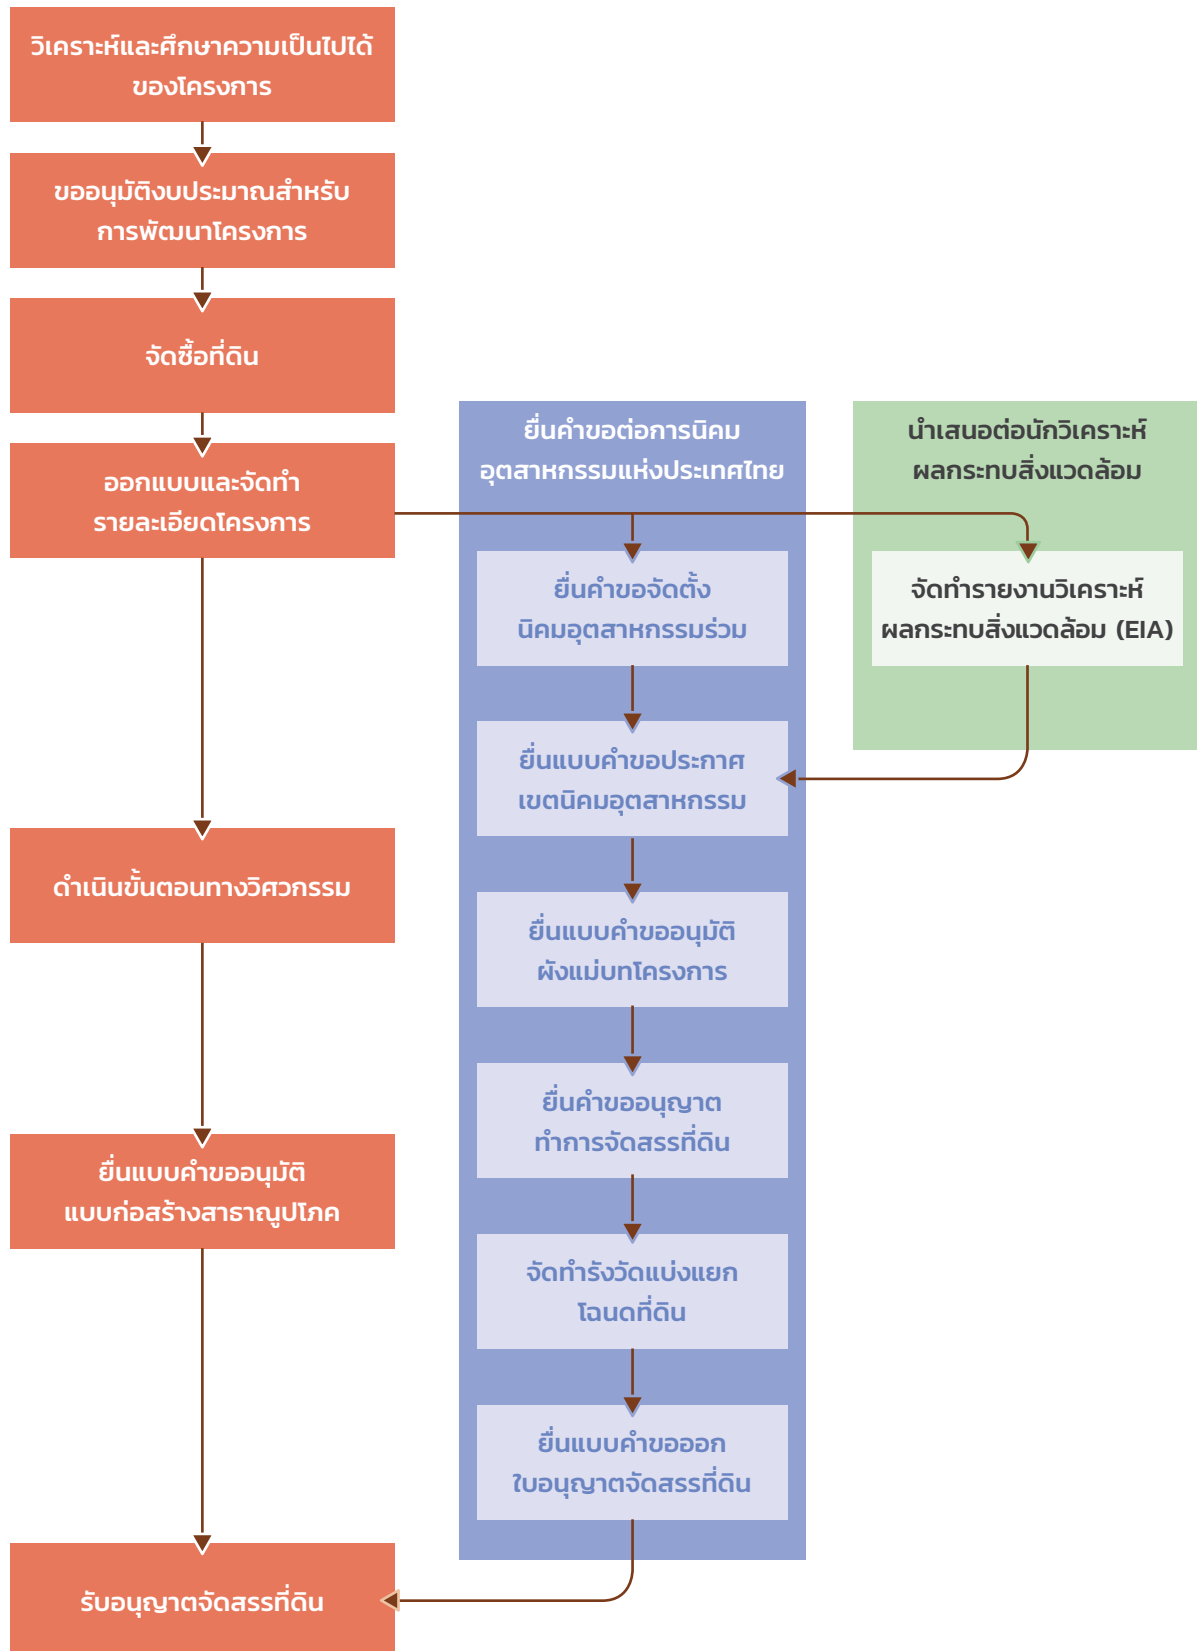 วิเคราะห์และศึกษาความเป็นไปได้
ของโครงการ
ขออนุมัติงบประมาณสำหรับ
การพัฒนาโครงการ
จัดซื้อที่ดิน
ออกแบบและจัดทำ
รายละเอียดโครงการ
ดำเนินขั้นตอนทางวิศวกรรม
ยื่นแบบคำขออนุมัติ
แบบก่อสร้างสาธาณูปโภค
รับอนุญาตจัดสรรที่ดิน
ยื่นคำขอต่อการนิคม
อุตสาหกรรมแห่งประเทศไทย
ยื่นคำขอจัดตั้ง
นิคมอุตสาหกรรมร่วม
ยื่นแบบคำขอประกาศ
เขตนิคมอุตสาหกรรม
ยื่นแบบคำขออนุมัติ
ผังแม่บทโครงการ
ยื่นคำขออนุญาต
ทำการจัดสรรที่ดิน
จัดทำรังวัดแบ่งแยก
โฉนดที่ดิน
ยื่นแบบคำขอออก
ใบอนุญาตจัดสรรที่ดิน
นำเสนอต่อนักวิเคราะห์
ผลกระทบสิ่งแวดล้อม
จัดทำรายงานวิเคราะห์
ผลกระทบสิ่งแวดล้อม (EIA)